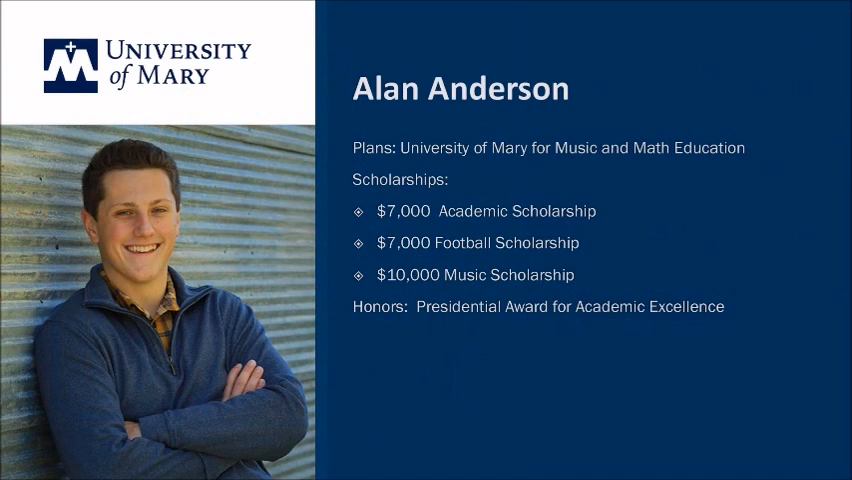 UNIVERSITY
of MARY
Alan Anderson
Plans: University of Mary for Music and Math Education
Scholarships:
$7,000  Academic Scholarship
$7,000 Football Scholarship
$10,000 Music Scholarship
Honors:  Presidential Award for Academic Excellence